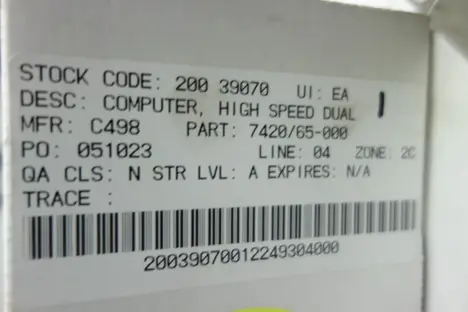 STOCK CODE: 200 39070 UI: EA
DESC: COMPUTER, HIGH SPEED DUAL
MFR: C498 PART: 7420/65-000
PO: 051023 LINE: 04 ZONE: 2C
QA CLS: N STR LVL: A EXPIRES: N/A
TRACE :
20039070012249304000